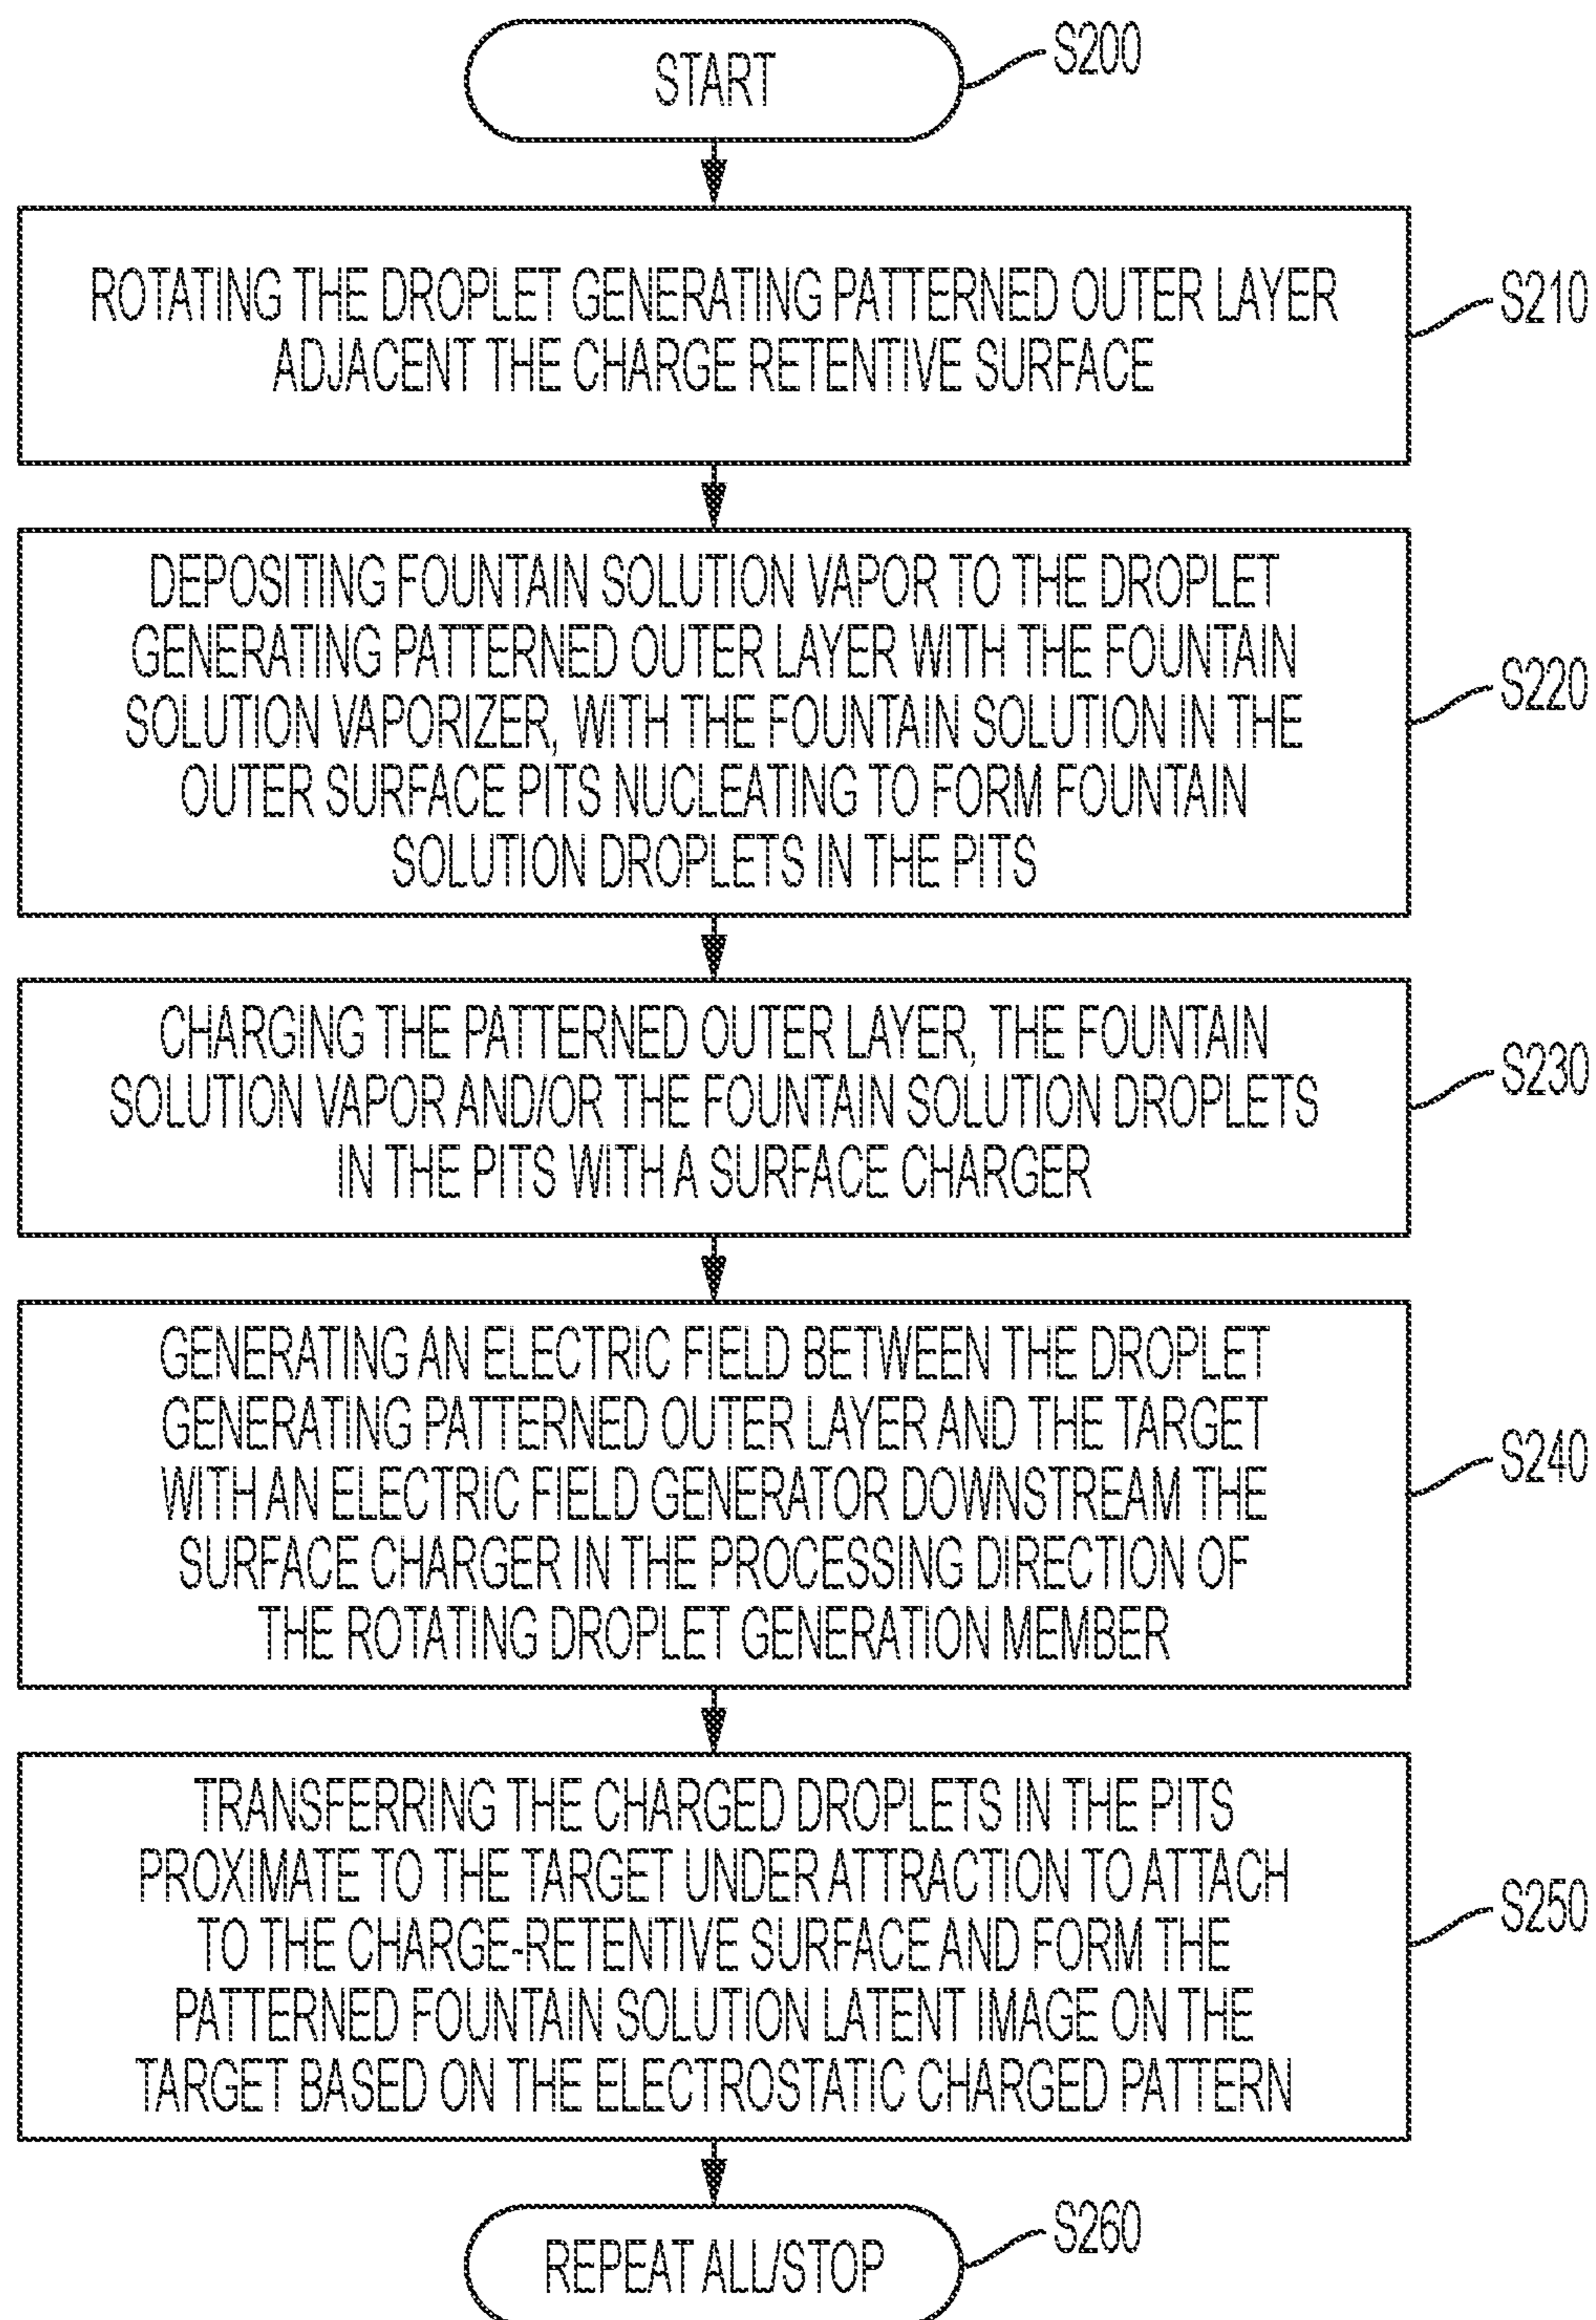 START
S200
ROTATING THE DROPLET GENERATING PATTERNED OUTER LAYER
ADJACENT THE CHARGE RETENTIVE SURFACE
S210
DEPOSITING FOUNTAIN SOLUTION VAPOR TO THE DROPLET
GENERATING PATTERNED OUTER LAYER WITH THE FOUNTAIN
SOLUTION VAPORIZER, WITH THE FOUNTAIN SOLUTION IN THE
OUTER SURFACE PITS NUCLEATING TO FORM FOUNTAIN
SOLUTION DROPLETS IN THE PITS
S220
CHARGING THE PATTERNED OUTER LAYER, THE FOUNTAIN
SOLUTION VAPOR AND/OR THE FOUNTAIN SOLUTION DROPLETS
IN THE PITS WITH A SURFACE CHARGER
S230
GENERATING AN ELECTRIC FIELD BETWEEN THE DROPLET
GENERATING PATTERNED OUTER LAYER AND THE TARGET
WITH AN ELECTRIC FIELD GENERATOR DOWNSTREAM THE
SURFACE CHARGER IN THE PROCESSING DIRECTION OF
THE ROTATING DROPLET GENERATION MEMBER
S240
TRANSFERRING THE CHARGED DROPLETS IN THE PITS
PROXIMATE TO THE TARGET UNDER ATTRACTION TO ATTACH
TO THE CHARGE-RETENTIVE SURFACE AND FORM THE
PATTERNED FOUNTAIN SOLUTION LATENT IMAGE ON THE
TARGET BASED ON THE ELECTROSTATIC CHARGED PATTERN
S250
REPEAT ALL/STOP
S260